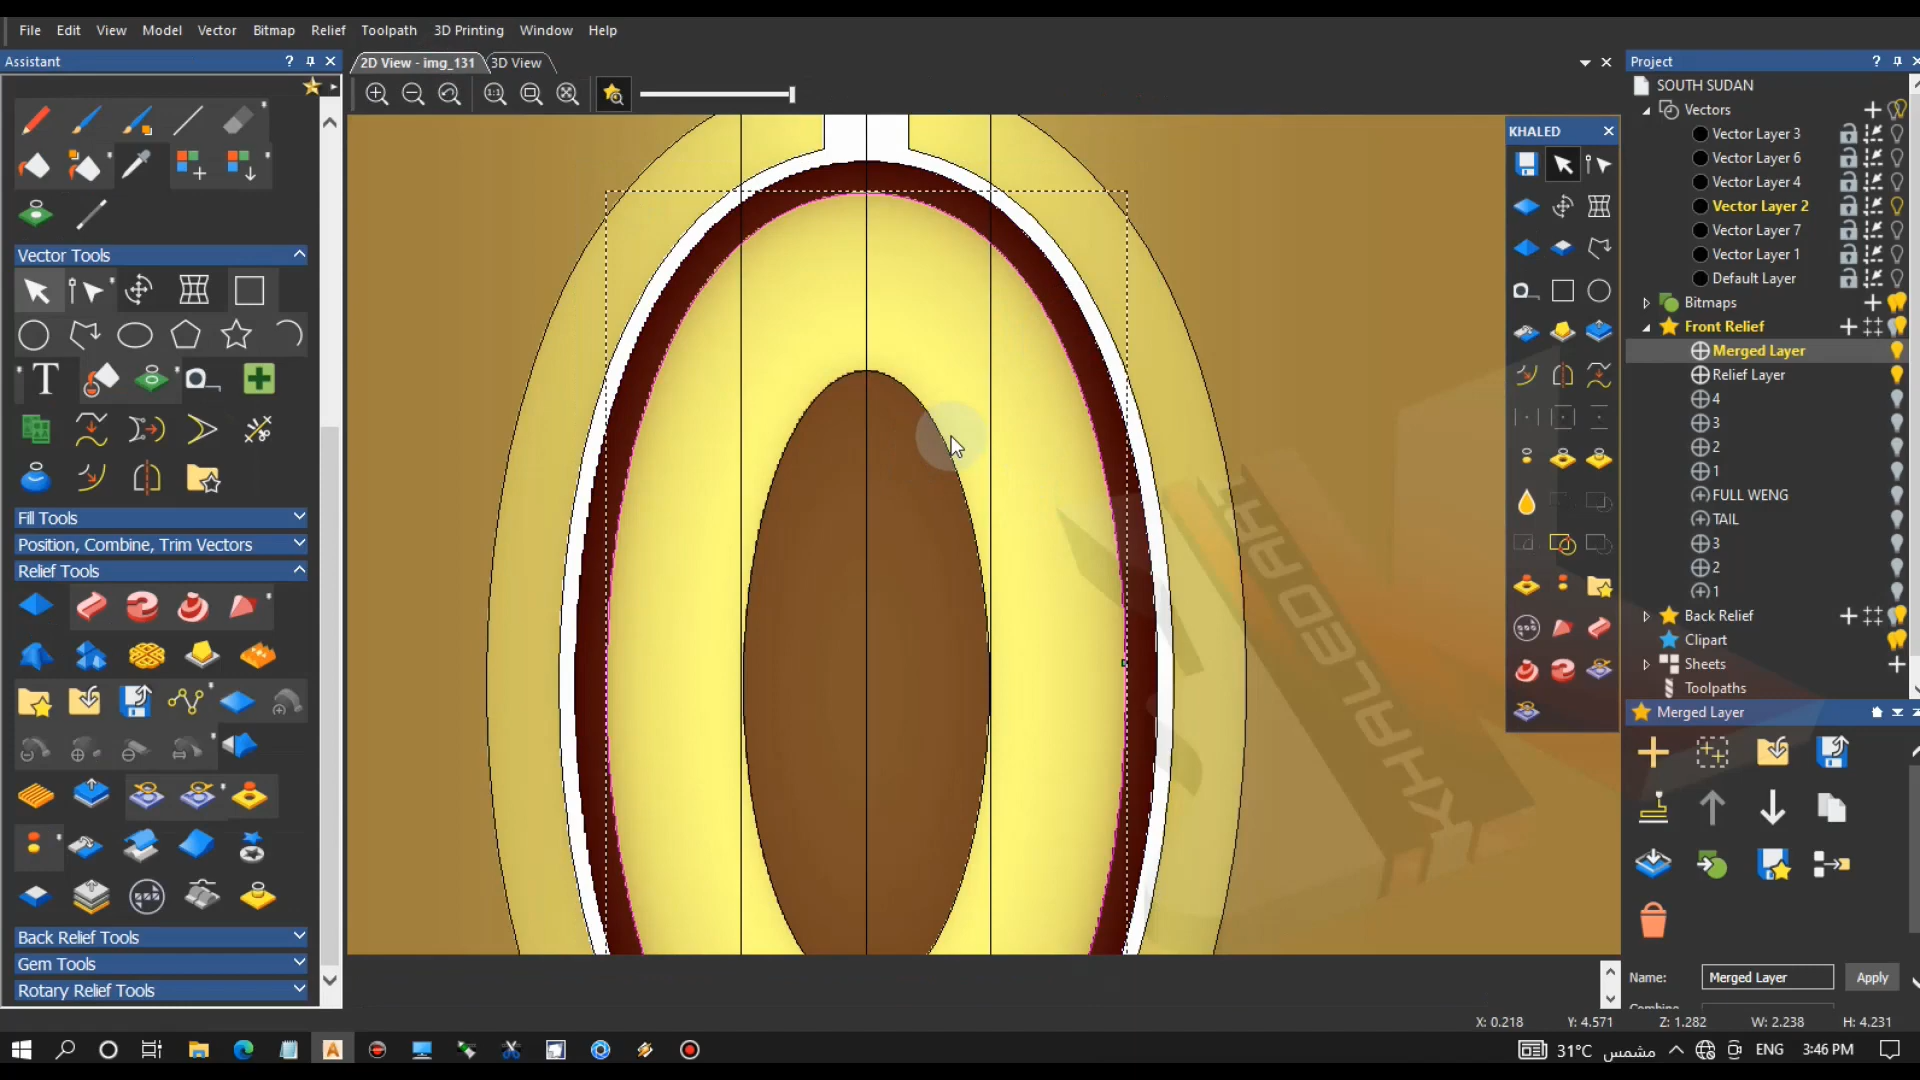 File Edit View Model Vector Bitmap Relief Toolpath 3D Printing Window Help
Assistant
2D View - img_131 3D View
Project
SOUTH SUDAN
Vectors
Vector Layer 3
Vector Layer 6
Vector Layer 4
Vector Layer 2
Vector Layer 7
Vector Layer 1
Default Layer
Bitmaps
Front Relief
Merged Layer
Relief Layer
4
3
2
1
FULL WENG
TAIL
3
2
1
Back Relief
Clipart
Sheets
Toolpaths
KHALED
Vector Tools
Fill Tools
Position, Combine, Trim Vectors
Relief Tools
Back Relief Tools
Gem Tools
Rotary Relief Tools
KHALEDART
Merged Layer
Name: Merged Layer Apply
X: 0.218 Y: 4.571 Z: 1.282 W: 2.238 H: 4.231
31°C مشمس ENG 3:46 PM